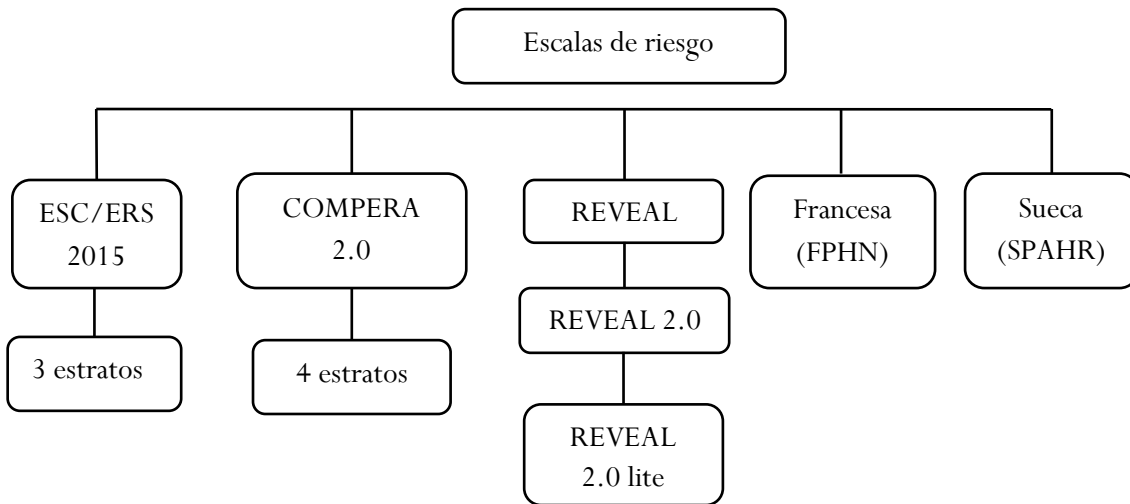 Escalas de riesgo
ESC/ERS
2015
COMPERA
2.0
REVEAL
Francesa
(FPHN)
Sueca
(SPAHR)
REVEAL 2.0
3 estratos
4 estratos
REVEAL
2.0 lite